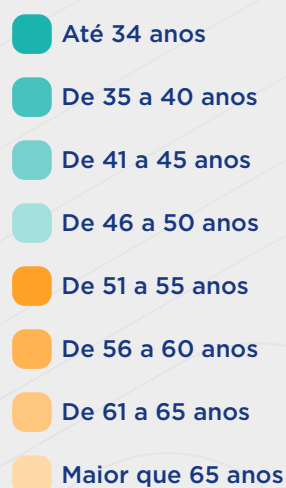 Até 34 anos
De 35 a 40 anos
De 41 a 45 anos
De 46 a 50 anos
De 51 a 55 anos
De 56 a 60 anos
De 61 a 65 anos
Maior que 65 anos